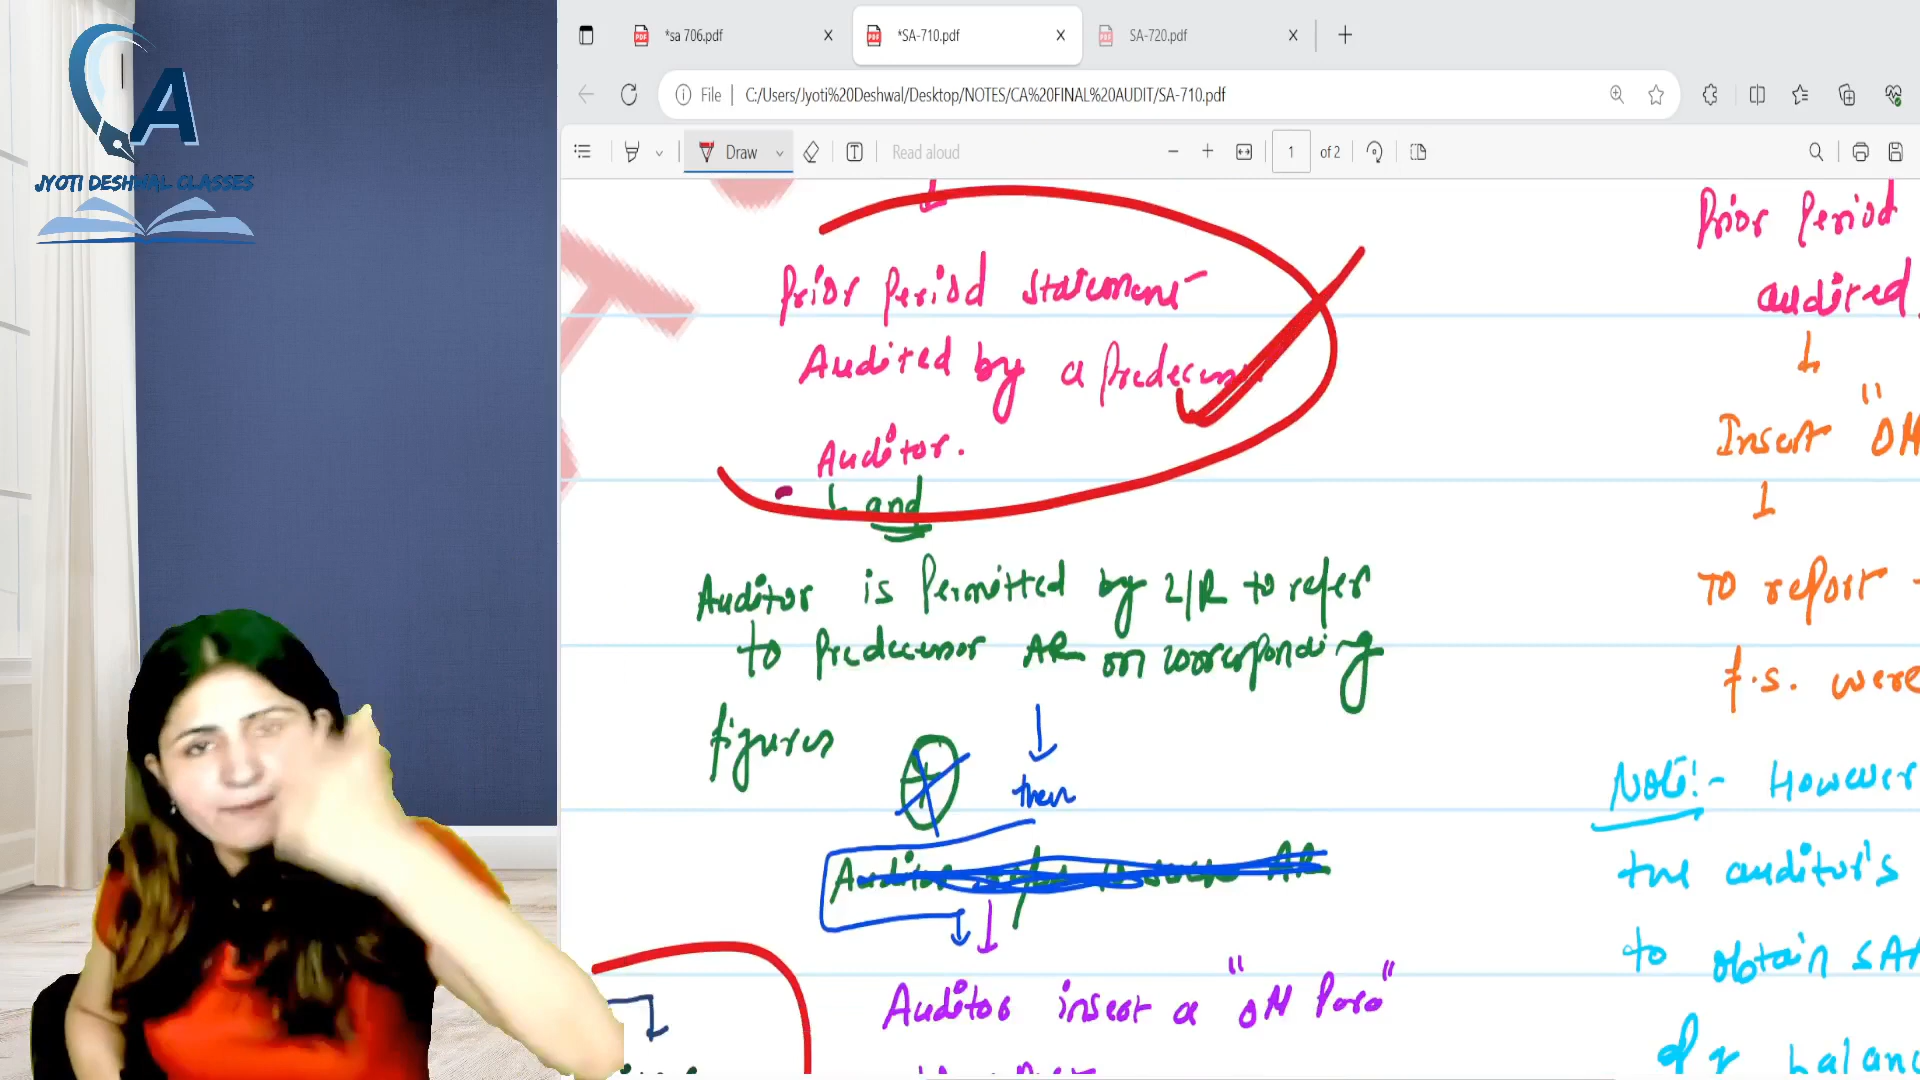 A
JYOTI DESHWAL CLASSES
*sa 706.pdf
*SA-710.pdf
SA-720.pdf
File
C:/Users/Jyoti%20Deshwal/Desktop/NOTES/CA%20FINAL%20AUDIT/SA-710.pdf
Draw
Read aloud
1 of 2
Prior Period statement
Audited by a Predecessor
Auditor.
and
Auditor is Permitted by L/R to refer
to Predecessor AR on corresponding
figures
then
Auditor
Auditor insert a "OM Para"
Prior Period
audited
Insert "OM
To report
f.s. were
Note:- However
the auditor's
to obtain SA
of